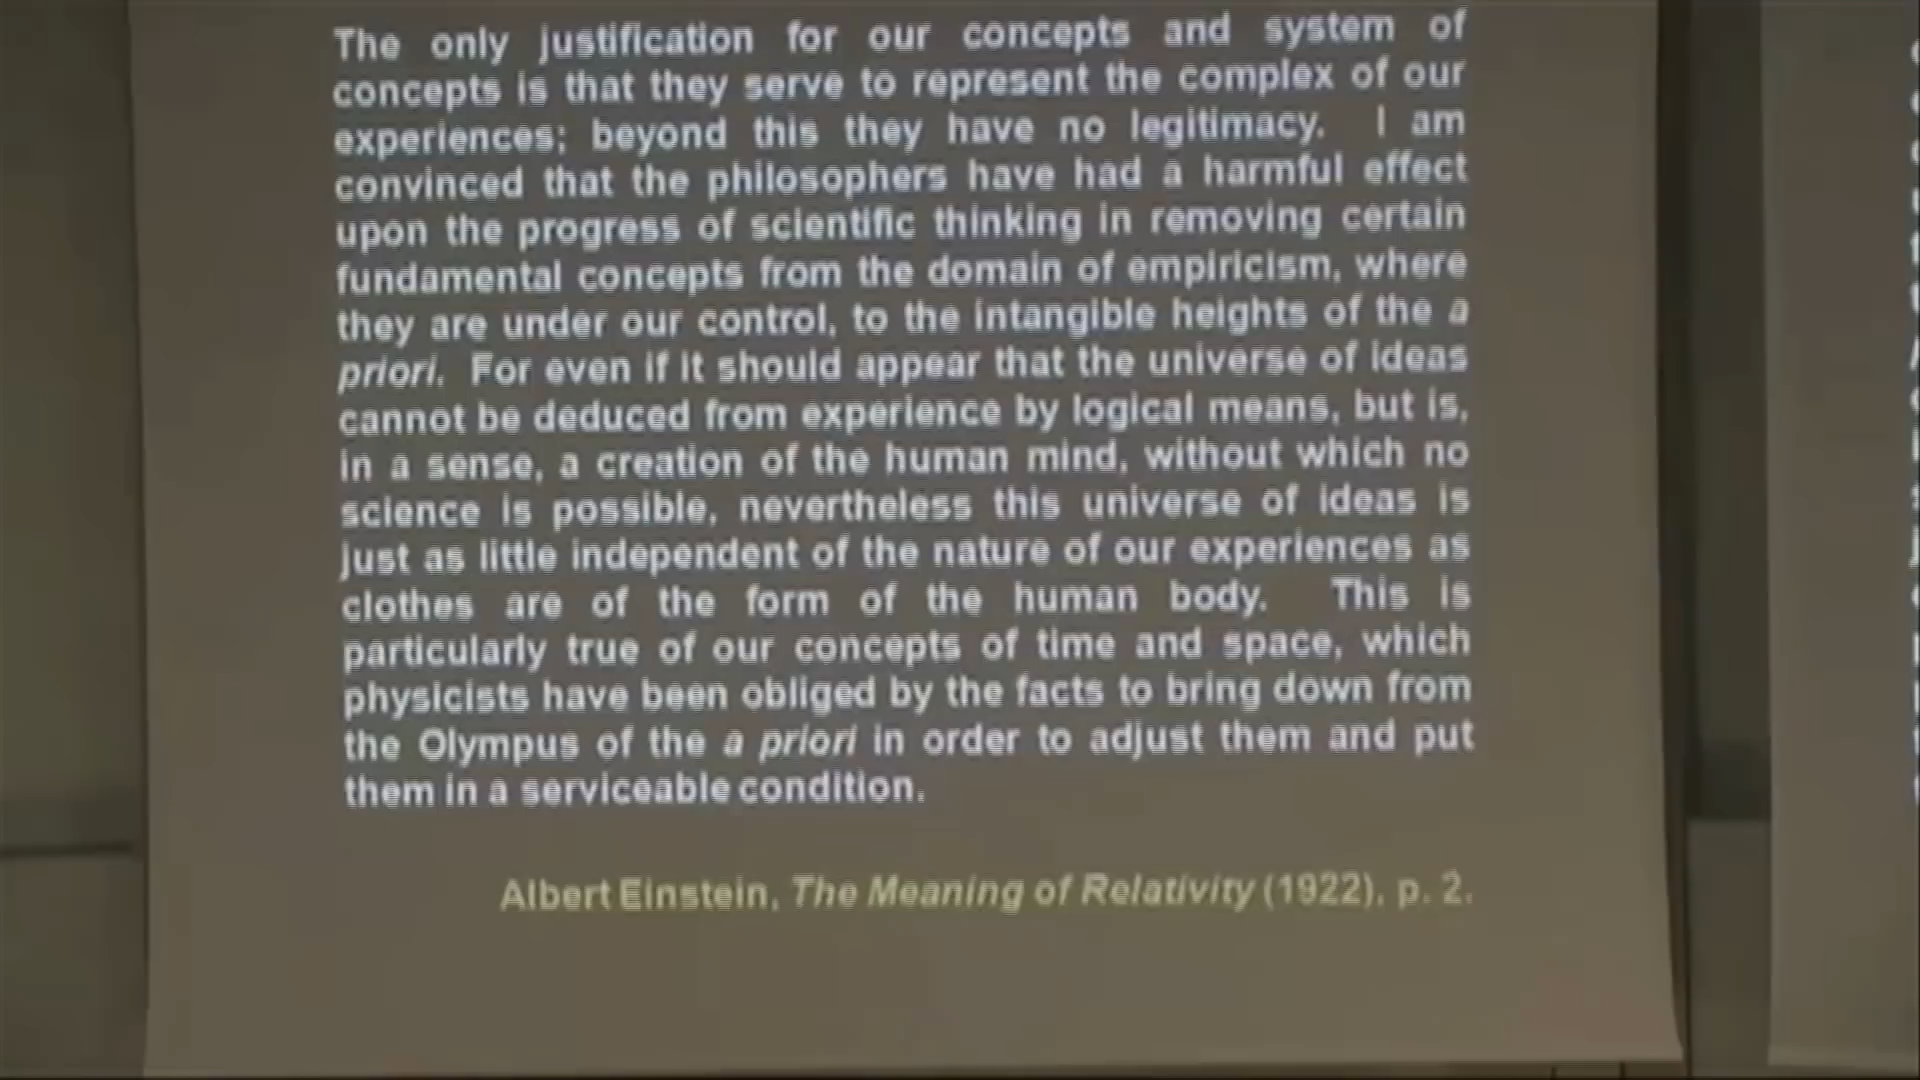 The only justification for our concepts and system of
concepts is that they serve to represent the complex of our
experiences; beyond this they have no legitimacy. I am
convinced that the philosophers have had a harmful effect
upon the progress of scientific thinking in removing certain
fundamental concepts from the domain of empiricism, where
they are under our control, to the intangible heights of the a
priori. For even if it should appear that the universe of ideas
cannot be deduced from experience by logical means, but is,
in a sense, a creation of the human mind, without which no
science is possible, nevertheless this universe of ideas is
just as little independent of the nature of our experiences as
clothes are of the form of the human body. This is
particularly true of our concepts of time and space, which
physicists have been obliged by the facts to bring down from
the Olympus of the a priori in order to adjust them and put
them in a serviceable condition.
Albert Einstein, The Meaning of Relativity (1922), p. 2.